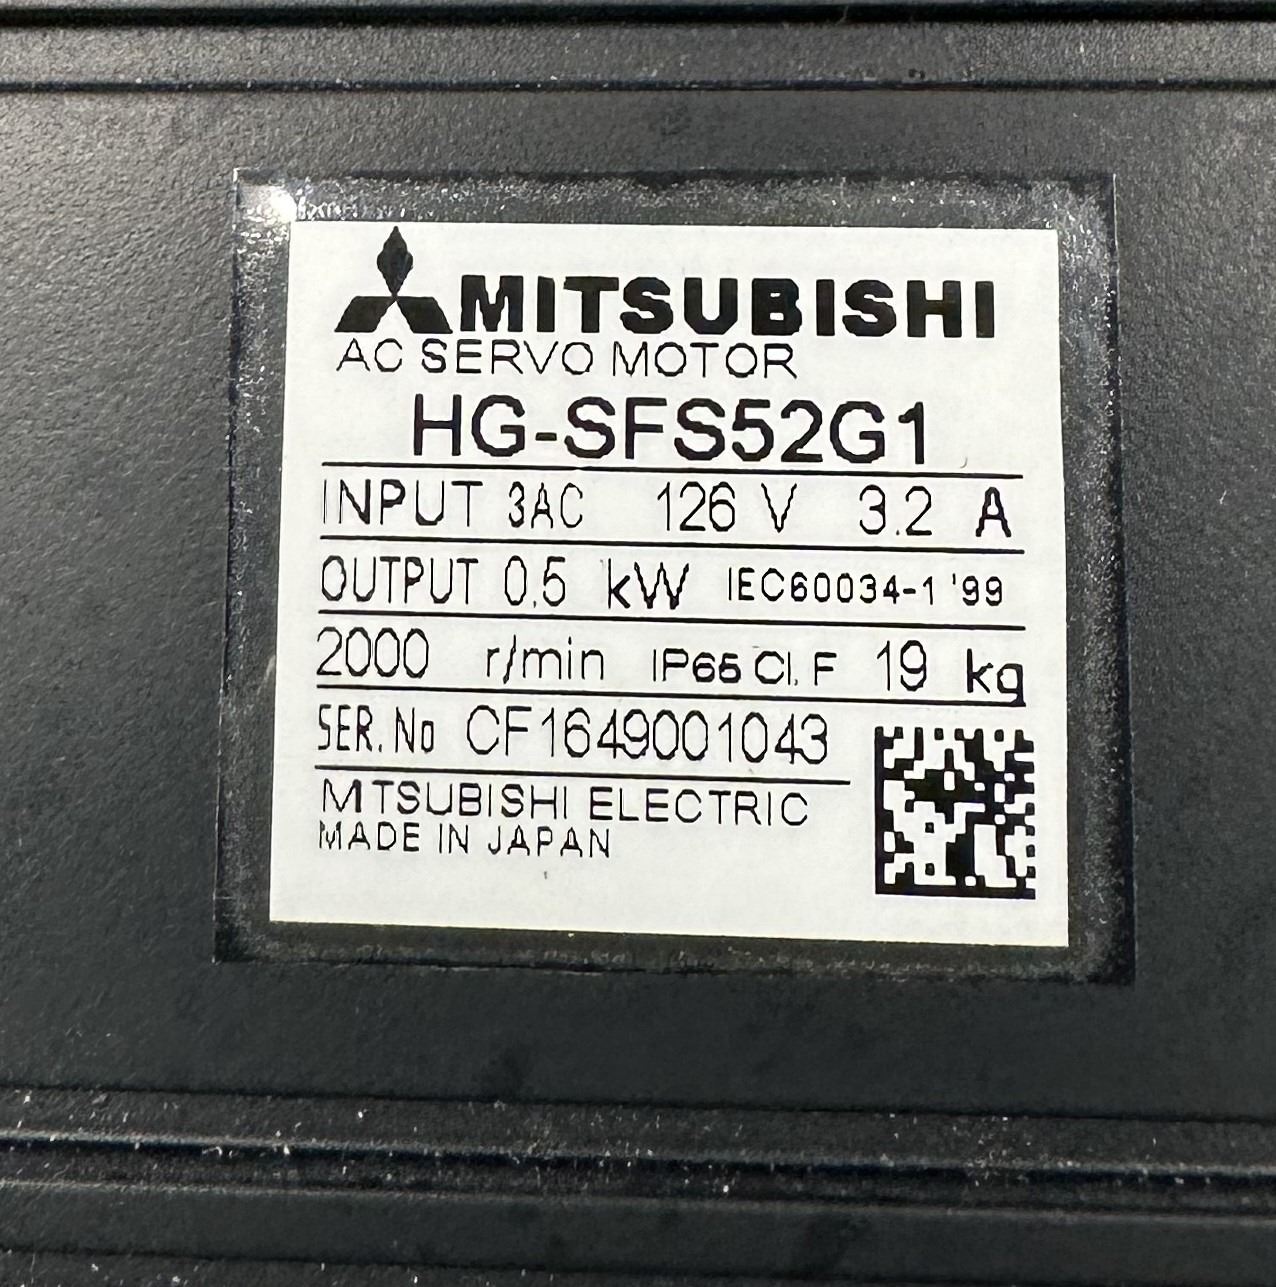 MITSUBISHI
AC SERVO MOTOR
HG-SFS52G1
INPUT 3AC 126 V 3.2 A
OUTPUT 0.5 kW IEC60034-1 '99
2000 r/min IP65 Cl. F 19 kg
SER.No CF1649001043
MITSUBISHI ELECTRIC
MADE IN JAPAN